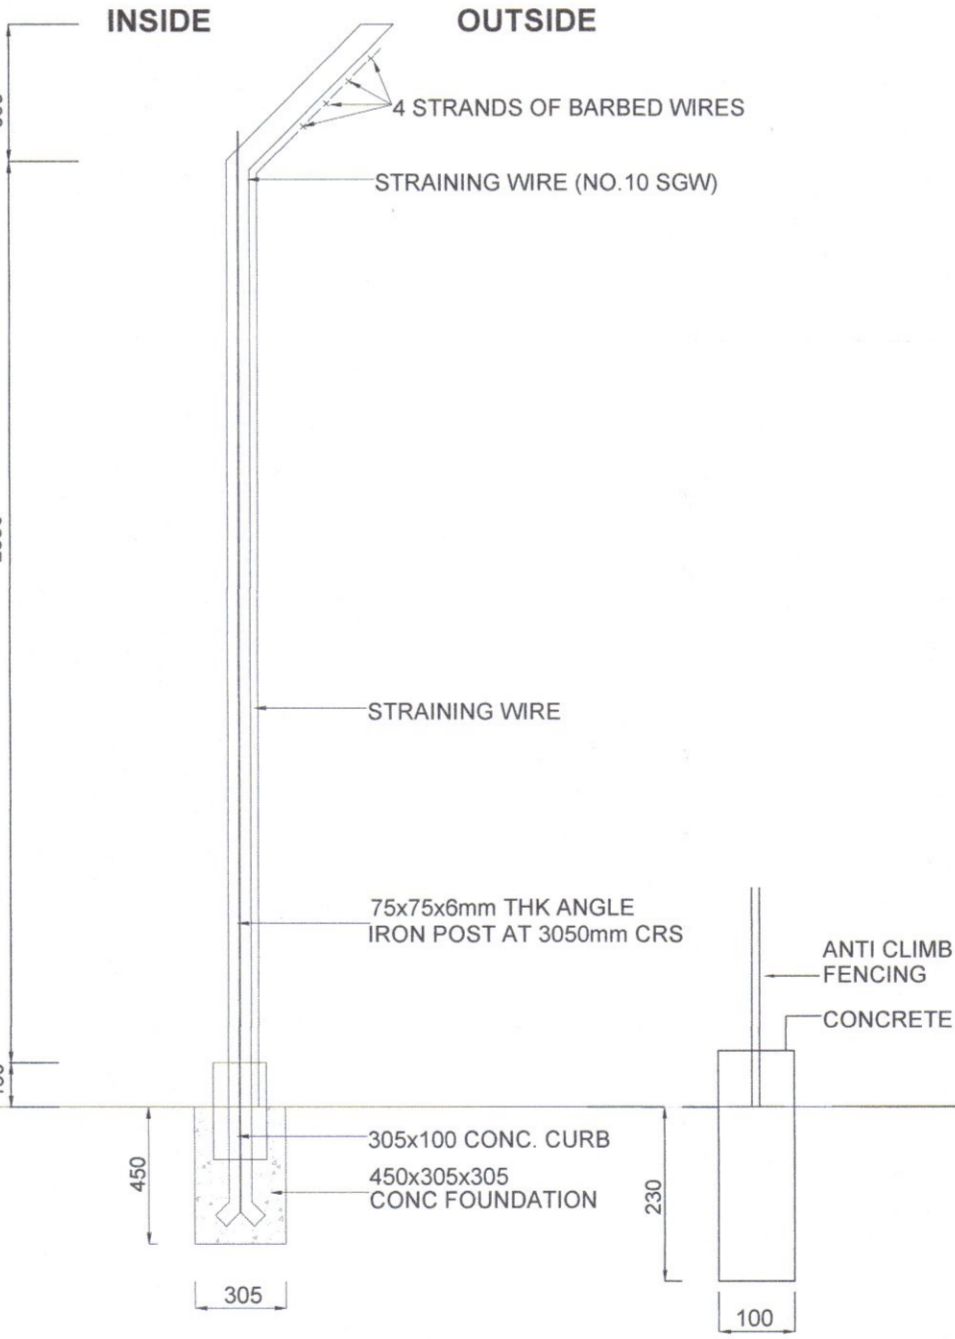 INSIDE
OUTSIDE
4 STRANDS OF BARBED WIRES
STRAINING WIRE (NO.10 SGW)
STRAINING WIRE
75x75x6mm THK ANGLE
IRON POST AT 3050mm CRS
ANTI CLIMB
FENCING
CONCRETE
305x100 CONC. CURB
450x305x305
CONC FOUNDATION
450
230
305
100